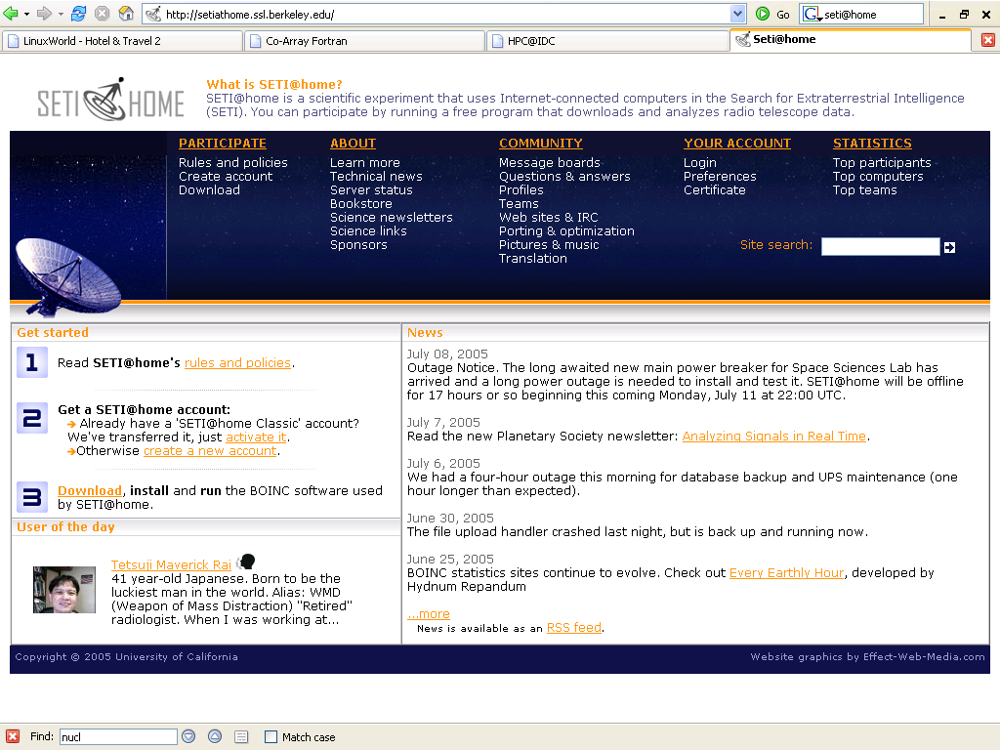 http://setiathome.ssl.berkeley.edu/
Go
seti@home
LinuxWorld - Hotel & Travel 2
Co-Array Fortran
HPC@IDC
Seti@home
SETI@HOME
What is SETI@home?
SETI@home is a scientific experiment that uses Internet-connected computers in the Search for Extraterrestrial Intelligence
(SETI). You can participate by running a free program that downloads and analyzes radio telescope data.
PARTICIPATE
Rules and policies
Create account
Download
ABOUT
Learn more
Technical news
Server status
Bookstore
Science newsletters
Science links
Sponsors
COMMUNITY
Message boards
Questions & answers
Profiles
Teams
Web sites & IRC
Porting & optimization
Pictures & music
Translation
YOUR ACCOUNT
Login
Preferences
Certificate
STATISTICS
Top participants
Top computers
Top teams
Site search:
Get started
1 Read SETI@home's rules and policies.
2 Get a SETI@home account:
Already have a 'SETI@home Classic' account?
We've transferred it, just activate it.
Otherwise create a new account.
3 Download, install and run the BOINC software used
by SETI@home.
User of the day
Tetsuji Maverick Rai
41 year-old Japanese. Born to be the
luckiest man in the world. Alias: WMD
(Weapon of Mass Distraction) "Retired"
radiologist. When I was working at...
News
July 08, 2005
Outage Notice. The long awaited new main power breaker for Space Sciences Lab has
arrived and a long power outage is needed to install and test it. SETI@home will be offline
for 17 hours or so beginning this coming Monday, July 11 at 22:00 UTC.
July 7, 2005
Read the new Planetary Society newsletter: Analyzing Signals in Real Time.
July 6, 2005
We had a four-hour outage this morning for database backup and UPS maintenance (one
hour longer than expected).
June 30, 2005
The file upload handler crashed last night, but is back up and running now.
June 25, 2005
BOINC statistics sites continue to evolve. Check out Every Earthly Hour, developed by
Hydnum Repandum
...more
News is available as an RSS feed.
Copyright © 2005 University of California
Website graphics by Effect-Web-Media.com
Find: nucl
Match case